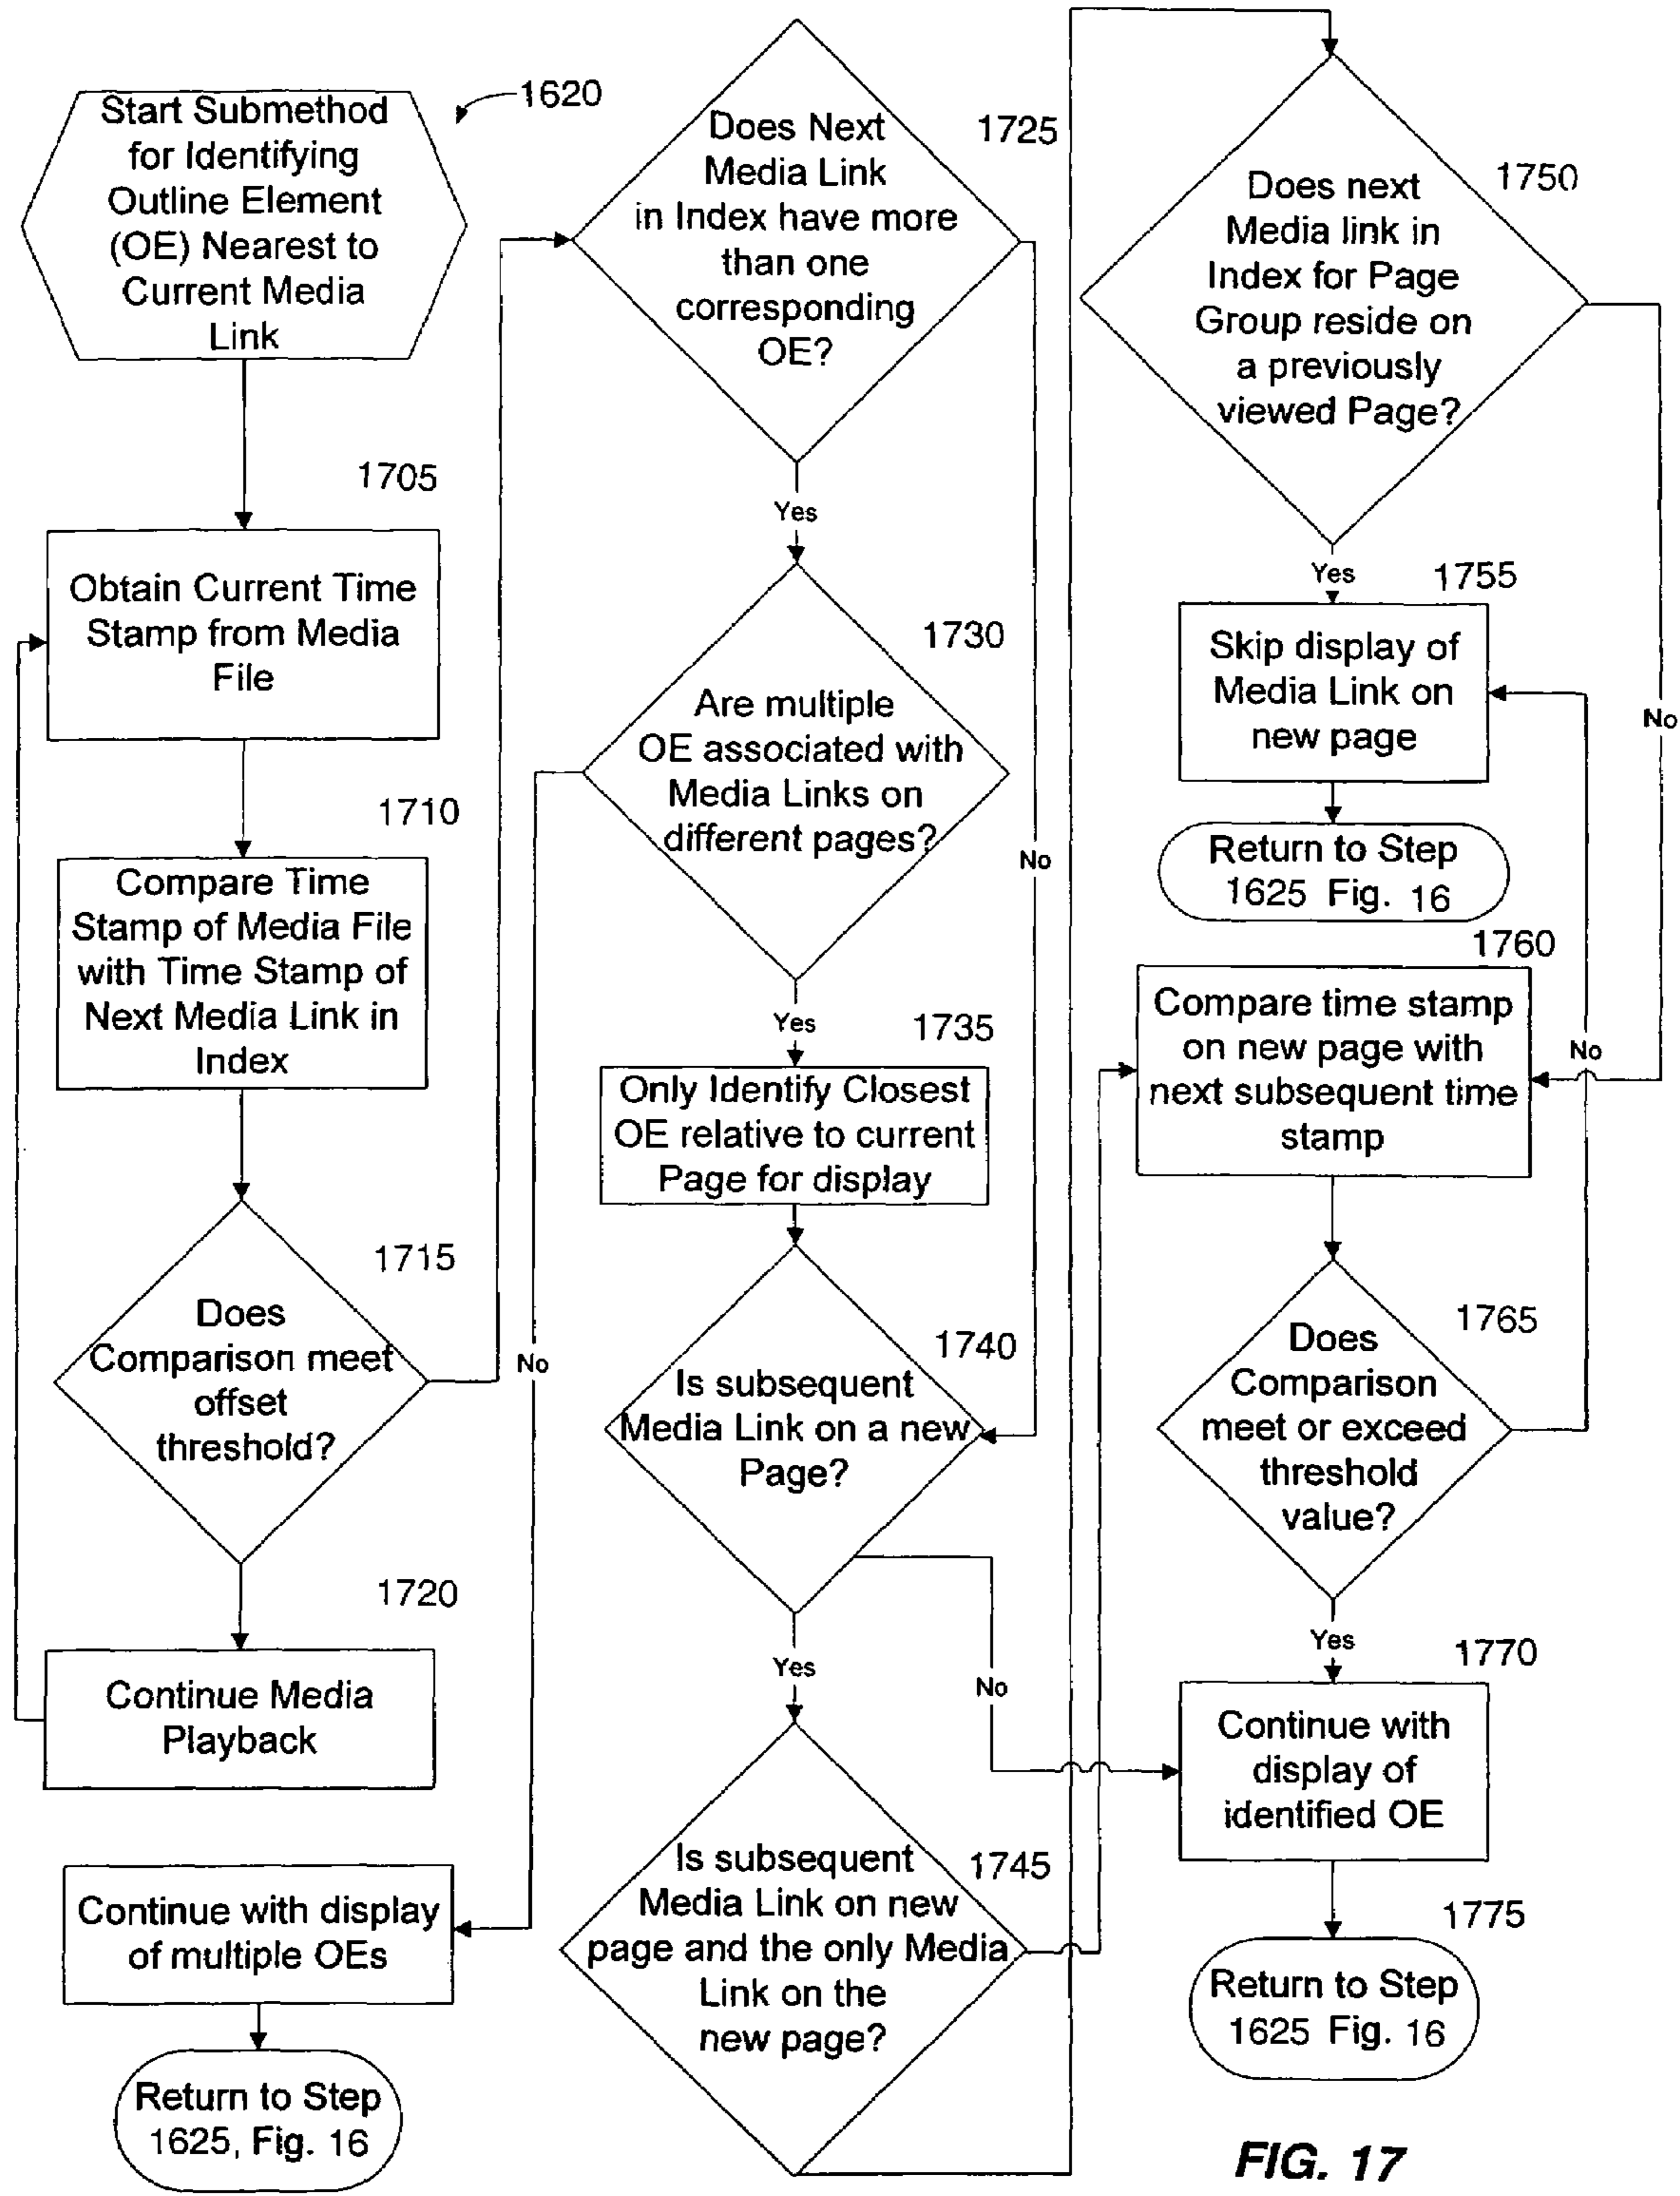 1620
Start Submethod
for Identifying
Outline Element
(OE) Nearest to
Current Media
Link
1705
Obtain Current Time
Stamp from Media
File
1710
Compare Time
Stamp of Media File
with Time Stamp of
Next Media Link in
Index
1715
Does
Comparison meet
offset
threshold?
1720
Continue Media
Playback
Continue with display
of multiple OEs
Return to Step
1625, Fig. 16
1725
Does Next
Media Link
in Index have more
than one
corresponding
OE?
Yes
No
1730
Are multiple
OE associated with
Media Links on
different pages?
Yes
No
1735
Only Identify Closest
OE relative to current
Page for display
1740
Is subsequent
Media Link on a new
Page?
Yes
No
1745
Is subsequent
Media Link on new
page and the only Media
Link on the
new page?
1750
Does next
Media link in
Index for Page
Group reside on
a previously
viewed Page?
Yes
No
1755
Skip display of
Media Link on
new page
Return to Step
1625 Fig. 16
1760
Compare time stamp
on new page with
next subsequent time
stamp
No
1765
Does
Comparison
meet or exceed
threshold
value?
Yes
1770
Continue with
display of
identified OE
1775
Return to Step
1625 Fig. 16
FIG. 17